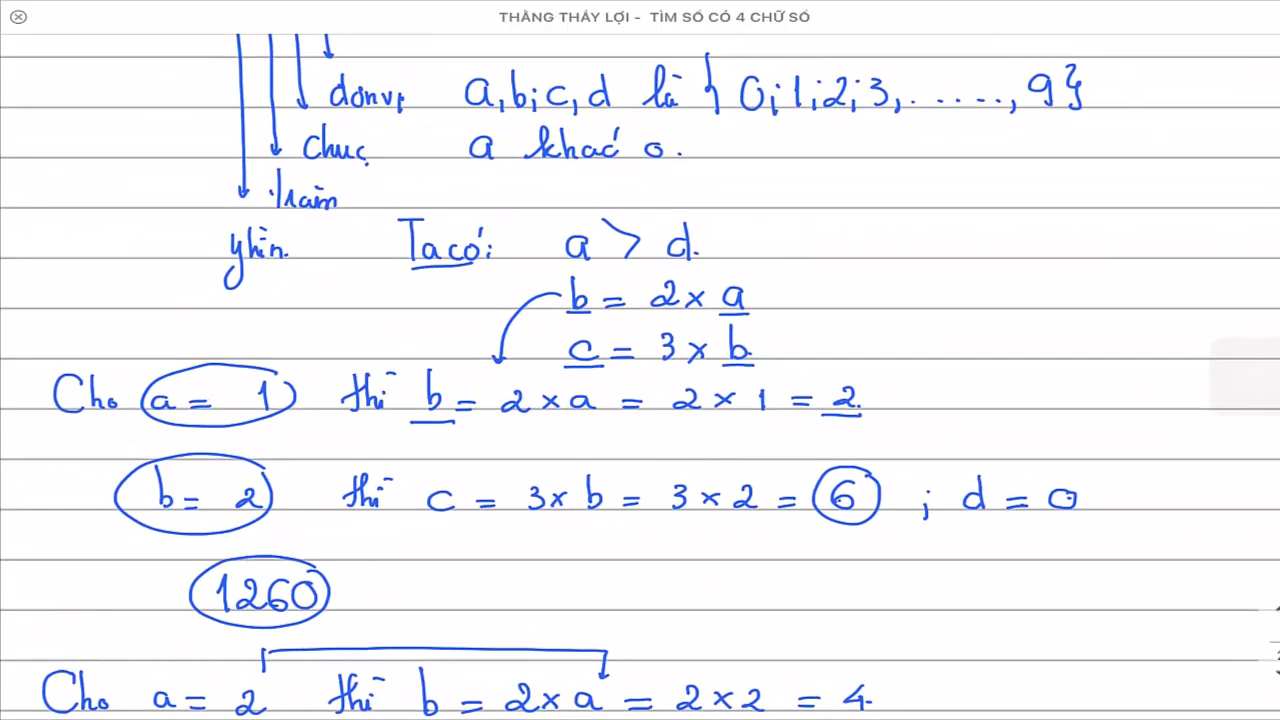 THẮNG THẦY LỢI - TÌM SỐ CÓ 4 CHỮ SỐ
đơn vị a, b; c, d là {0; 1; 2; 3, ......, 9}
chục a khác 0.
trăm
nghìn. Ta có: a > d.
b = 2 × a
c = 3 × b
Cho a = 1 thì b = 2 × a = 2 × 1 = 2.
b = 2 thì c = 3 × b = 3 × 2 = 6 ; d = 0
1260
Cho a = 2 thì b = 2 × a = 2 × 2 = 4.